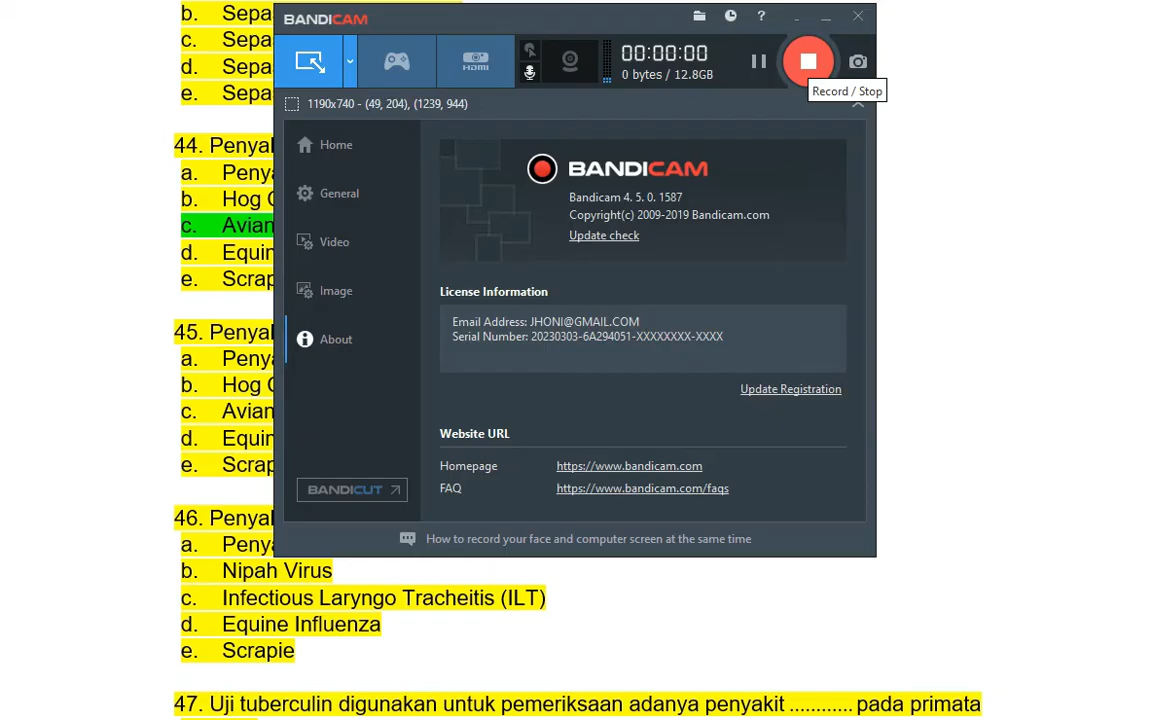 b. Sepa
c. Sepa
d. Sepa
e. Sepa
44. Penyal
a. Penya
b. Hog C
c. Avian
d. Equin
e. Scrap
45. Penyal
a. Penya
b. Hog C
c. Avian
d. Equin
e. Scrap
46. Penyal
a. Penya
b. Nipah Virus
c. Infectious Laryngo Tracheitis (ILT)
d. Equine Influenza
e. Scrapie
47. Uji tuberculin digunakan untuk pemeriksaan adanya penyakit ............ pada primata
BANDICAM
?
HDMI
00:00:00
0 bytes / 12.8GB
Record / Stop
1190x740 - (49, 204), (1239, 944)
Home
General
Video
Image
About
BANDICUT
BANDICAM
Bandicam 4. 5. 0. 1587
Copyright(c) 2009-2019 Bandicam.com
Update check
License Information
Email Address: JHONI@GMAIL.COM
Serial Number: 20230303-6A294051-XXXXXXXX-XXXX
Update Registration
Website URL
Homepage https://www.bandicam.com
FAQ https://www.bandicam.com/faqs
How to record your face and computer screen at the same time